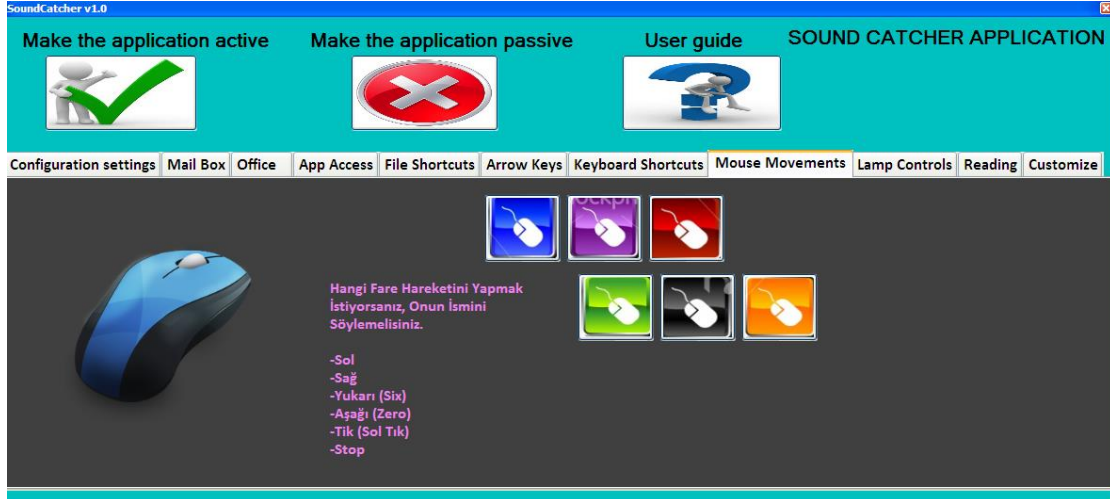 SoundCatcher v1.0
Make the application active
Make the application passive
User guide
SOUND CATCHER APPLICATION
Configuration settings
Mail Box
Office
App Access
File Shortcuts
Arrow Keys
Keyboard Shortcuts
Mouse Movements
Lamp Controls
Reading
Customize
Hangi Fare Hareketini Yapmak
İstiyorsanız, Onun İsmini
Söylemelisiniz.
-Sol
-Sağ
-Yukarı (Six)
-Aşağı (Zero)
-Tik (Sol Tık)
-Stop